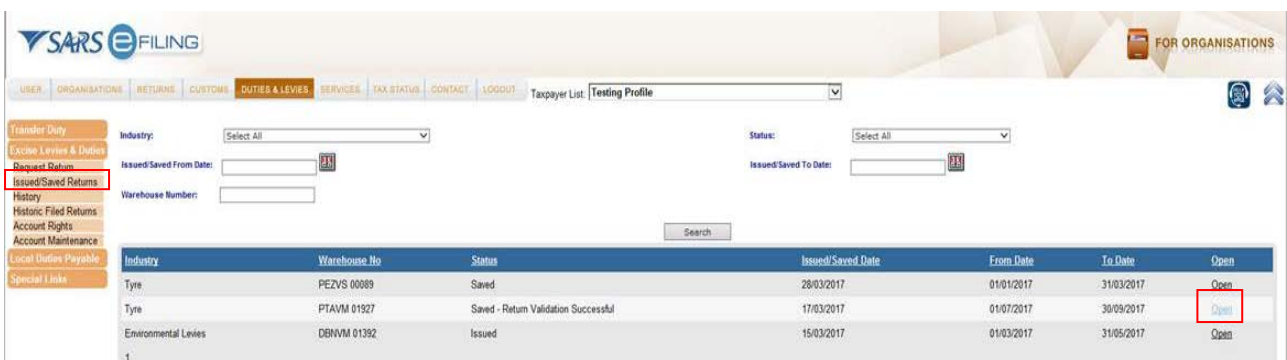 SARS eFILING
FOR ORGANISATIONS
USER ORGANISATIONS RETURNS CUSTOMS DUTIES & LEVIES SERVICES TAX STATUS CONTACT LOGOUT Taxpayer List: Testing Profile
Transfer Duty
Excise Levies & Duties
Request Return
Issued/Saved Returns
History
Historic Filed Returns
Account Rights
Account Maintenance
Local Duties Payable
Special Links
Industry: Select All Status: Select All
Issued/Saved From Date: Issued/Saved To Date:
Warehouse Number:
Search
Industry Warehouse No Status Issued/Saved Date From Date To Date Open
Tyre PEZVS 00089 Saved 28/03/2017 01/01/2017 31/03/2017 Open
Tyre PTAVM 01927 Saved - Return Validation Successful 17/03/2017 01/07/2017 30/09/2017 Open
Environmental Levies DBNVM 01392 Issued 15/03/2017 01/03/2017 31/05/2017 Open
1